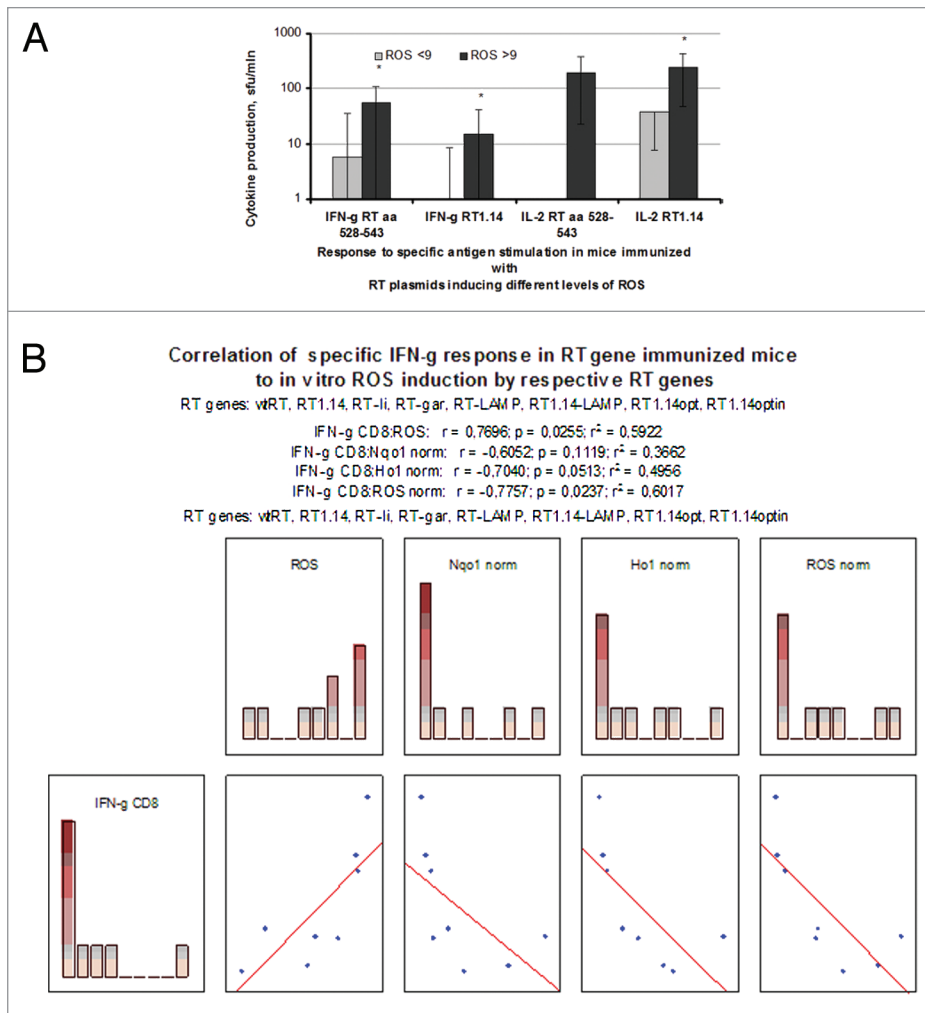 A
1000
100
10
1
Cytokine production, sfu/mln
ROS <9
ROS >9
*
*
*
IFN-g RT aa
528-543
IFN-g RT1.14
IL-2 RT aa 528-
543
IL-2 RT1.14
Response to specific antigen stimulation in mice immunized
with
RT plasmids inducing different levels of ROS
B
Correlation of specific IFN-g response in RT gene immunized mice
to in vitro ROS induction by respective RT genes
RT genes: wtRT, RT1.14, RT-Ii, RT-gar, RT-LAMP, RT1.14-LAMP, RT1.14opt, RT1.14optin
IFN-g CD8:ROS: r = 0,7696; p = 0,0255; r² = 0,5922
IFN-g CD8:Nqo1 norm: r = -0,6052; p = 0,1119; r² = 0,3662
IFN-g CD8:Ho1 norm: r = -0,7040; p = 0,0513; r² = 0,4956
IFN-g CD8:ROS norm: r = -0,7757; p = 0,0237; r² = 0,6017
RT genes: wtRT, RT1.14, RT-Ii, RT-gar, RT-LAMP, RT1.14-LAMP, RT1.14opt, RT1.14optin
ROS
Nqo1 norm
Ho1 norm
ROS norm
IFN-g CD8